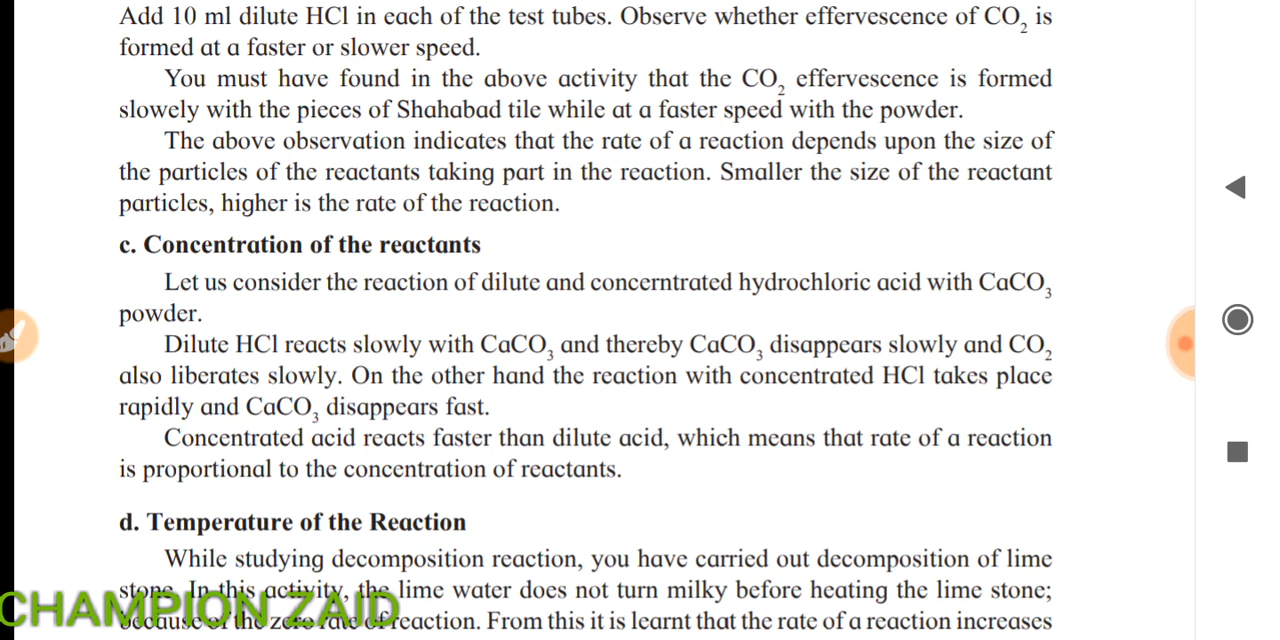 Add 10 ml dilute HCl in each of the test tubes. Observe whether effervescence of CO₂ is
formed at a faster or slower speed.
You must have found in the above activity that the CO₂ effervescence is formed
slowely with the pieces of Shahabad tile while at a faster speed with the powder.
The above observation indicates that the rate of a reaction depends upon the size of
the particles of the reactants taking part in the reaction. Smaller the size of the reactant
particles, higher is the rate of the reaction.
c. Concentration of the reactants
Let us consider the reaction of dilute and concerntrated hydrochloric acid with CaCO₃
powder.
Dilute HCl reacts slowly with CaCO₃ and thereby CaCO₃ disappears slowly and CO₂
also liberates slowly. On the other hand the reaction with concentrated HCl takes place
rapidly and CaCO₃ disappears fast.
Concentrated acid reacts faster than dilute acid, which means that rate of a reaction
is proportional to the concentration of reactants.
d. Temperature of the Reaction
While studying decomposition reaction, you have carried out decomposition of lime
stone. In this activity, the lime water does not turn milky before heating the lime stone;
because of the zero rate of reaction. From this it is learnt that the rate of a reaction increases
CHAMPION ZAID